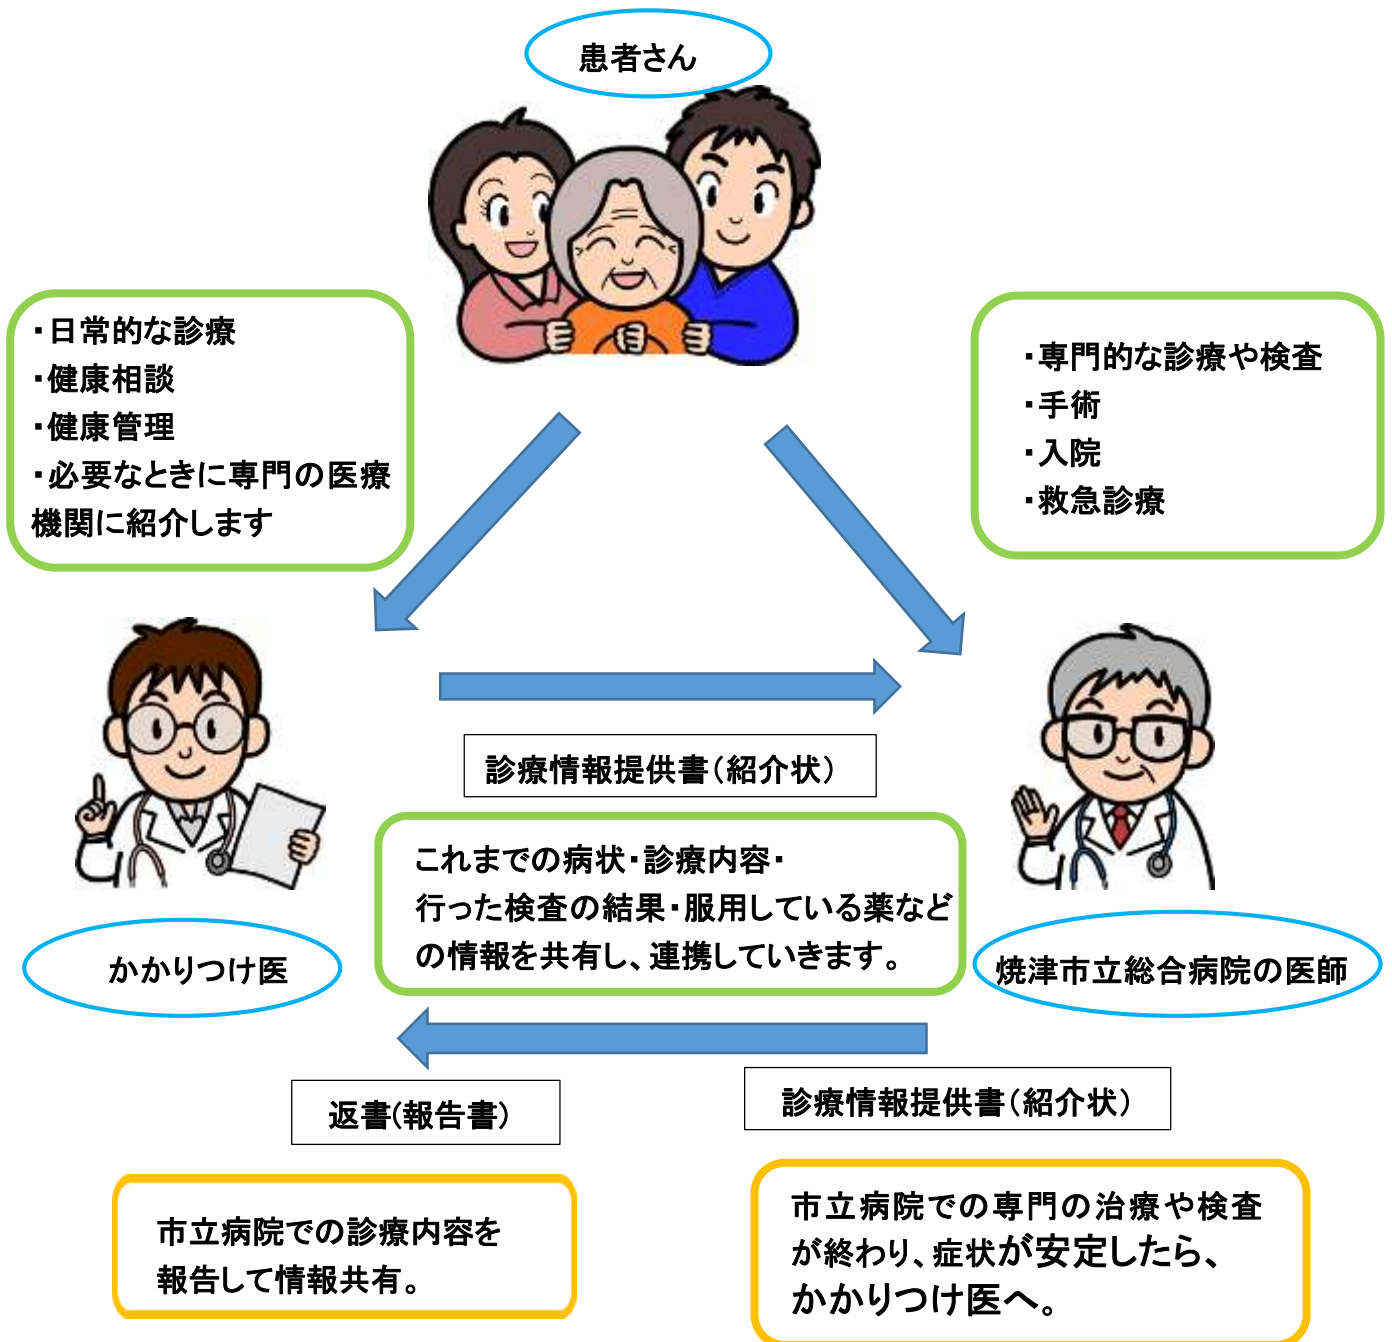 患者さん
・日常的な診療
・健康相談
・健康管理
・必要なときに専門の医療
機関に紹介します
・専門的な診療や検査
・手術
・入院
・救急診療
診療情報提供書（紹介状）
これまでの病状・診療内容・
行った検査の結果・服用している薬など
の情報を共有し、連携していきます。
かかりつけ医
焼津市立総合病院の医師
返書(報告書)
診療情報提供書（紹介状）
市立病院での診療内容を
報告して情報共有。
市立病院での専門の治療や検査
が終わり、症状が安定したら、
かかりつけ医へ。